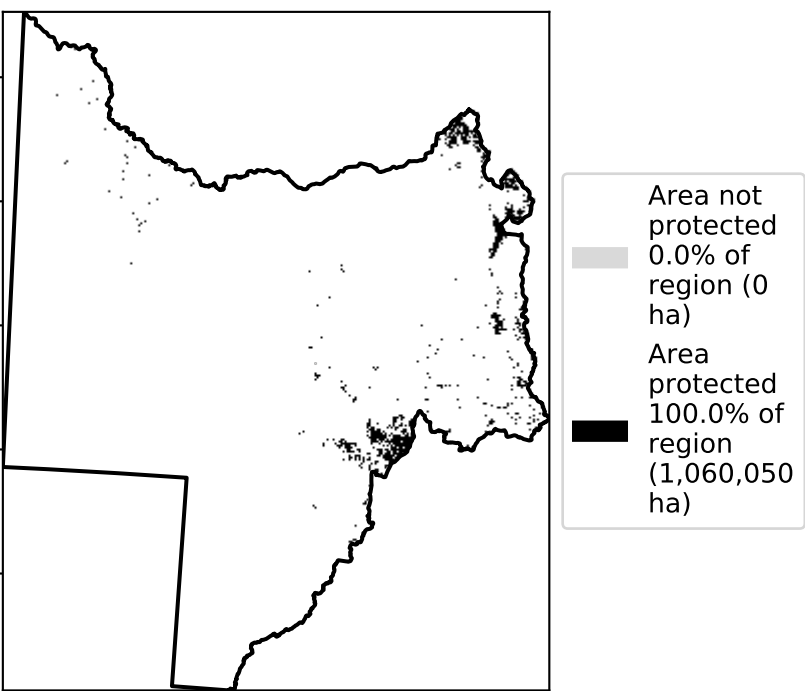 Area not
protected
0.0% of
region (0
ha)
Area
protected
100.0% of
region
(1,060,050
ha)